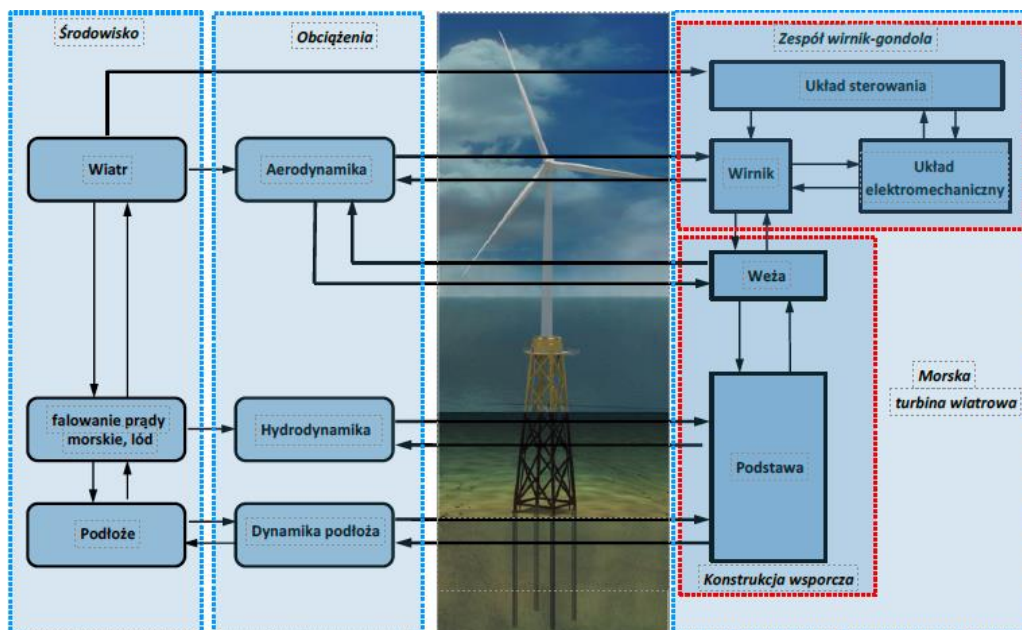 Środowisko
Obciążenia
Zespół wirnik-gondola
Układ sterowania
Wiatr
Aerodynamika
Wirnik
Układ
elektromechaniczny
Weża
Morska
turbina wiatrowa
falowanie prądy
morskie, lód
Hydrodynamika
Podstawa
Podłoże
Dynamika podłoża
Konstrukcja wsporcza